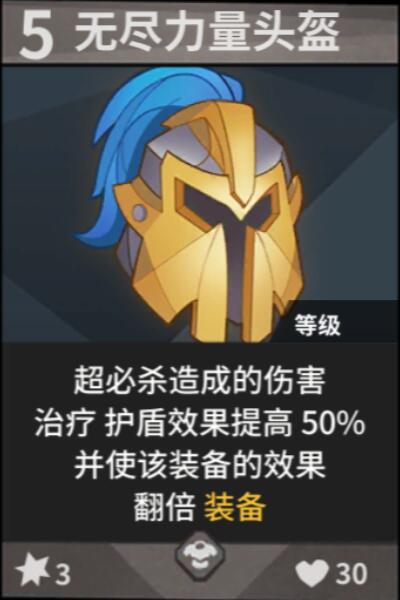 5 无尽力量头盔
等级
超必杀造成的伤害
治疗 护盾效果提高 50%
并使该装备的效果
翻倍 装备
3
30